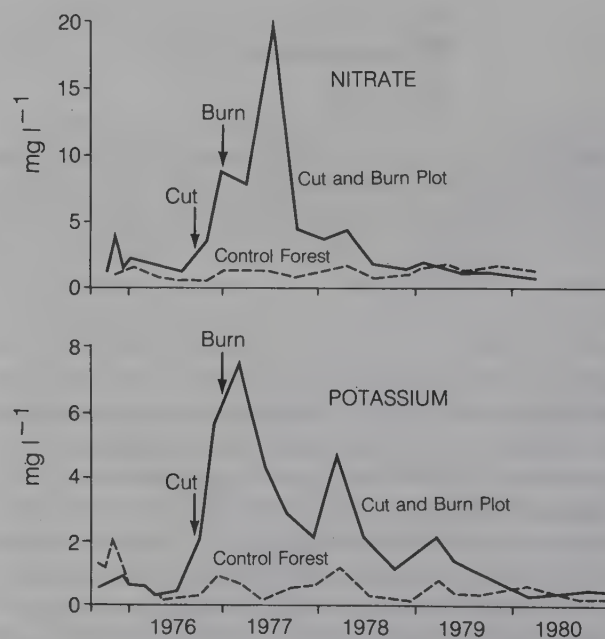 20
15
10
5
0
mg l⁻¹
NITRATE
Burn
Cut
Cut and Burn Plot
Control Forest
8
6
4
2
0
mg l⁻¹
Burn
POTASSIUM
Cut
Cut and Burn Plot
Control Forest
1976 1977 1978 1979 1980